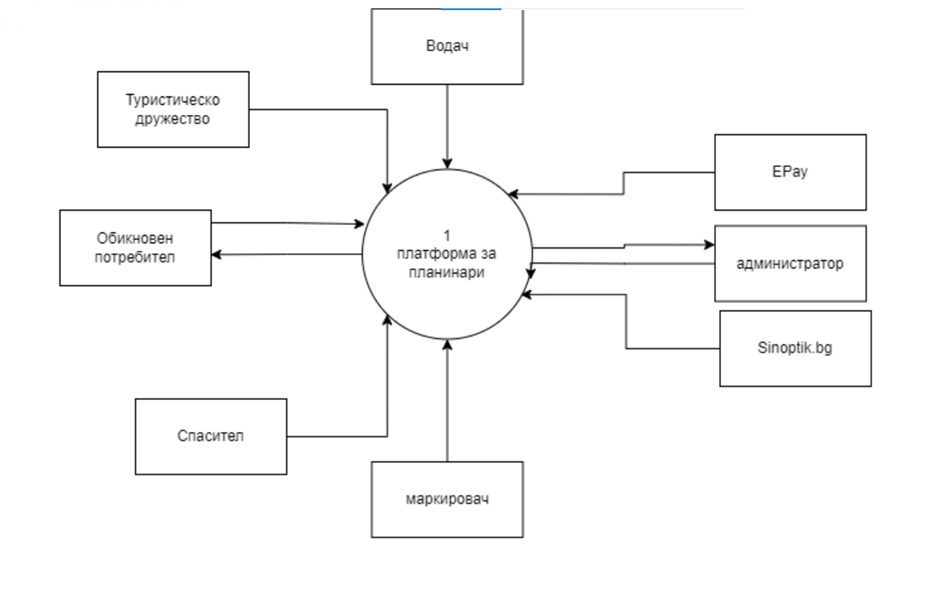 Водач
Туристическо
дружество
EPay
Обикновен
потребител
1
платформа за
планинари
администратор
Sinoptik.bg
Спасител
маркировач